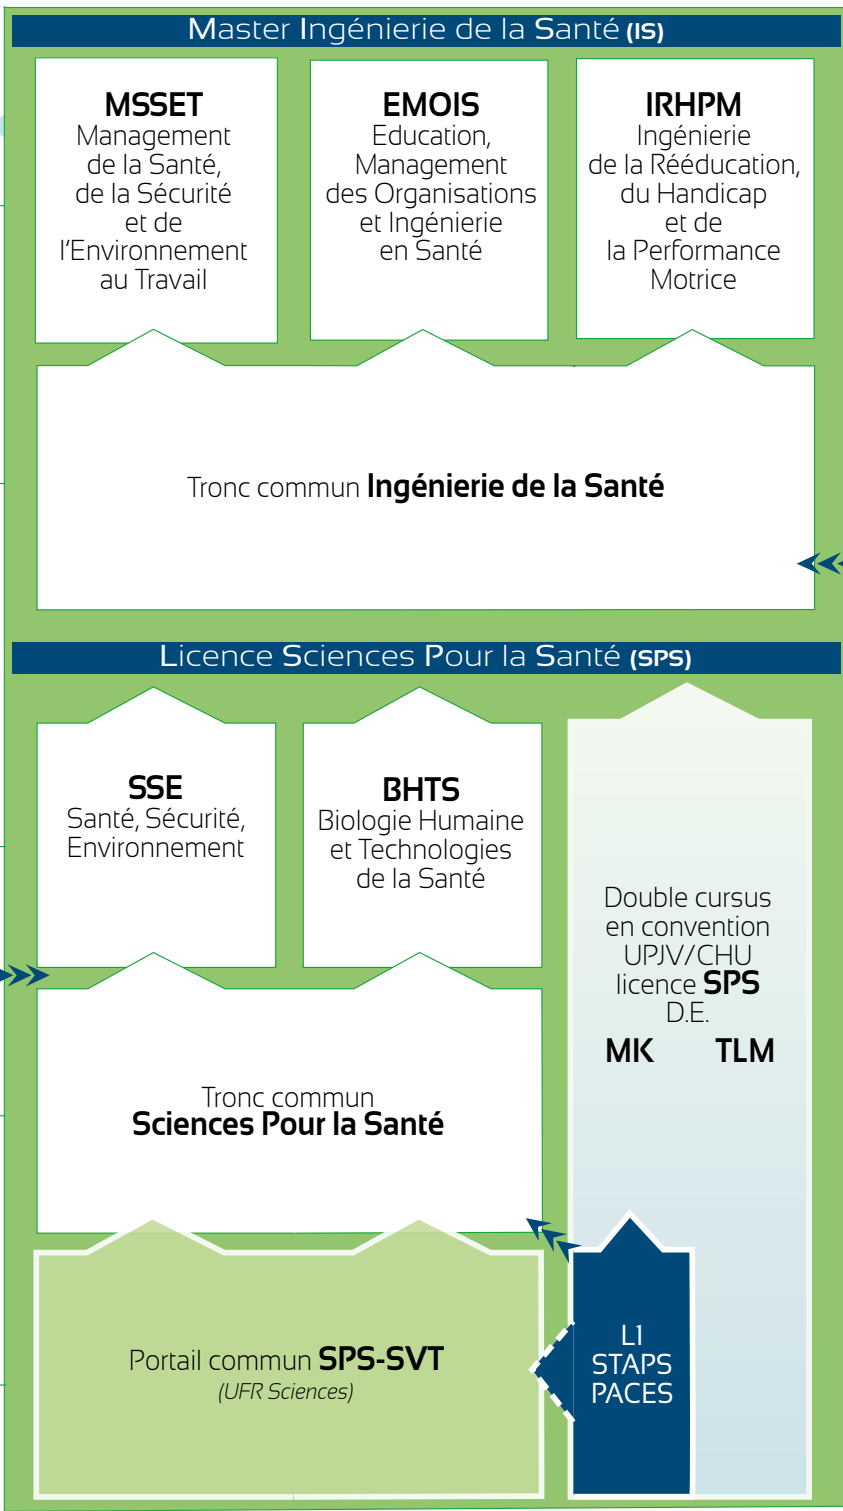 Master Ingénierie de la Santé (IS)
MSSET
Management
de la Santé,
de la Sécurité
et de
l'Environnement
au Travail
EMOIS
Education,
Management
des Organisations
et Ingénierie
en Santé
IRHPM
Ingénierie
de la Rééducation,
du Handicap
et de
la Performance
Motrice
Tronc commun Ingénierie de la Santé
Licence Sciences Pour la Santé (SPS)
SSE
Santé, Sécurité,
Environnement
BHTS
Biologie Humaine
et Technologies
de la Santé
Double cursus
en convention
UPJV/CHU
licence SPS
D.E.
MK TLM
Tronc commun
Sciences Pour la Santé
Portail commun SPS-SVT
(UFR Sciences)
L1
STAPS
PACES